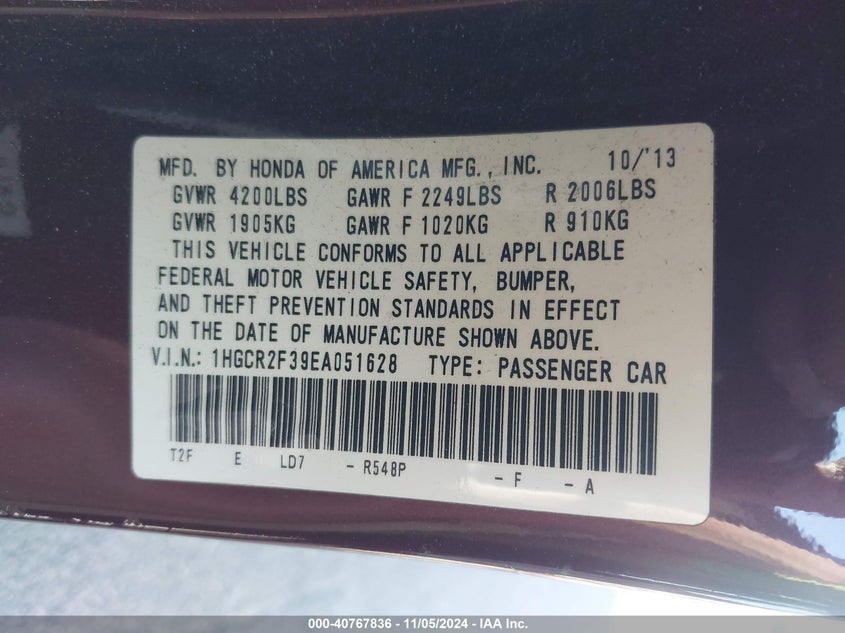 MFD. BY HONDA OF AMERICA MFG., INC. 10/'13
GVWR 4200LBS GAWR F 2249LBS R 2006LBS
GVWR 1905KG GAWR F 1020KG R 910KG
THIS VEHICLE CONFORMS TO ALL APPLICABLE
FEDERAL MOTOR VEHICLE SAFETY, BUMPER,
AND THEFT PREVENTION STANDARDS IN EFFECT
ON THE DATE OF MANUFACTURE SHOWN ABOVE.
V.I.N.: 1HGCR2F39EA051628 TYPE: PASSENGER CAR
T2F E LD7 - R548P - F - A
000-40767836 - 11/05/2024 - IAA Inc.